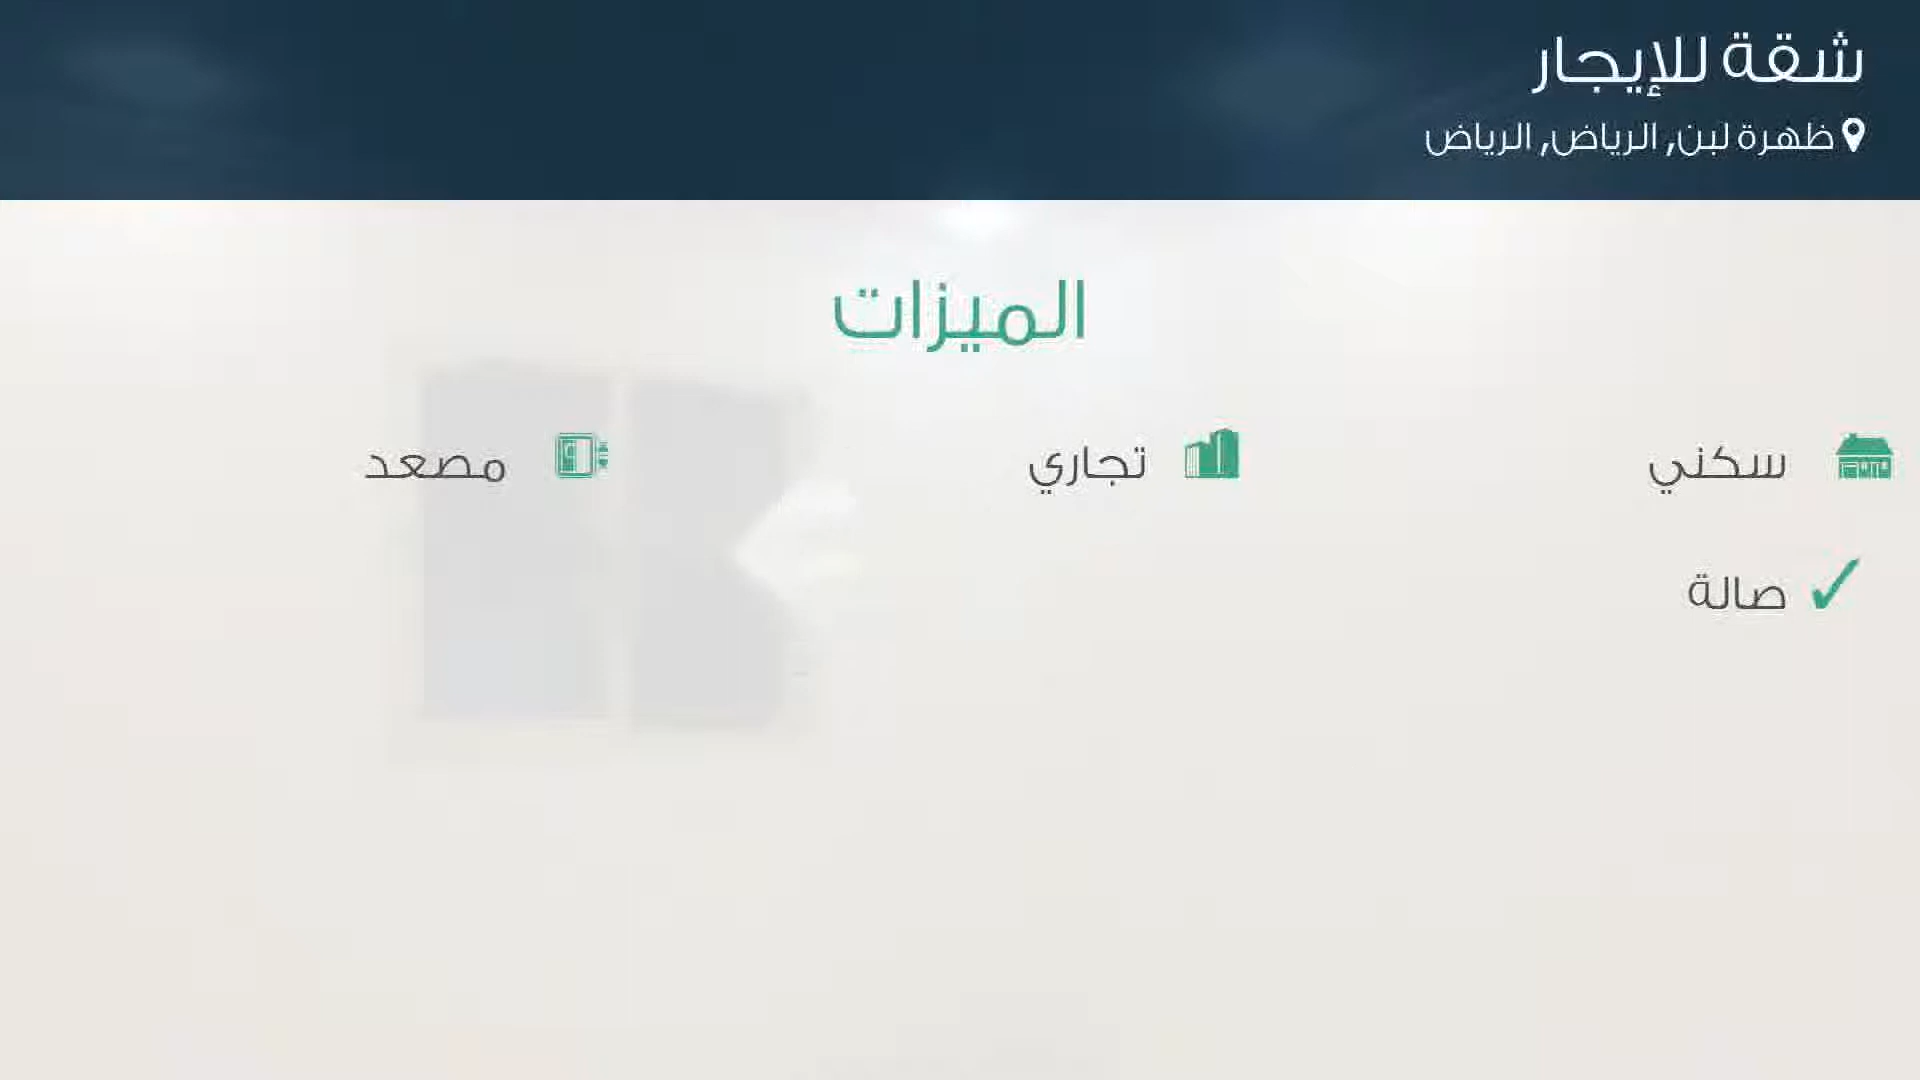 شقة للإيجار
ظهرة لبن, الرياض, الرياض
الميزات
سكني
تجاري
مصعد
صالة